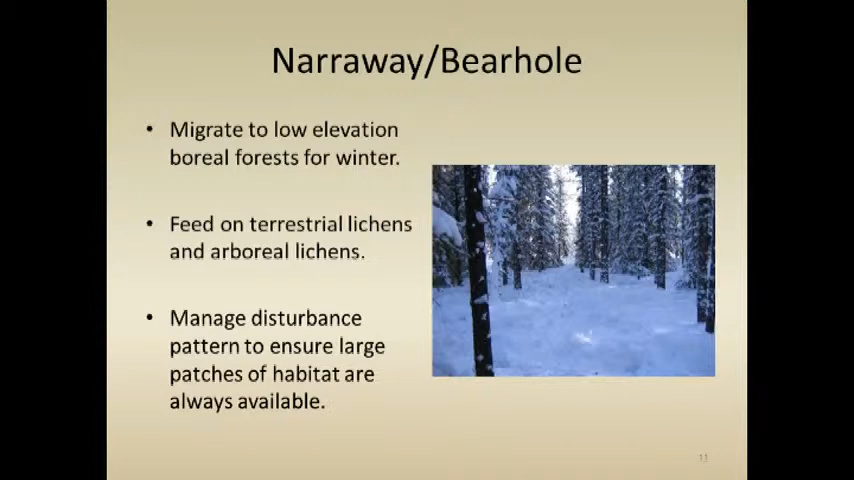 Narraway/Bearhole
• Migrate to low elevation
boreal forests for winter.
• Feed on terrestrial lichens
and arboreal lichens.
• Manage disturbance
pattern to ensure large
patches of habitat are
always available.
11